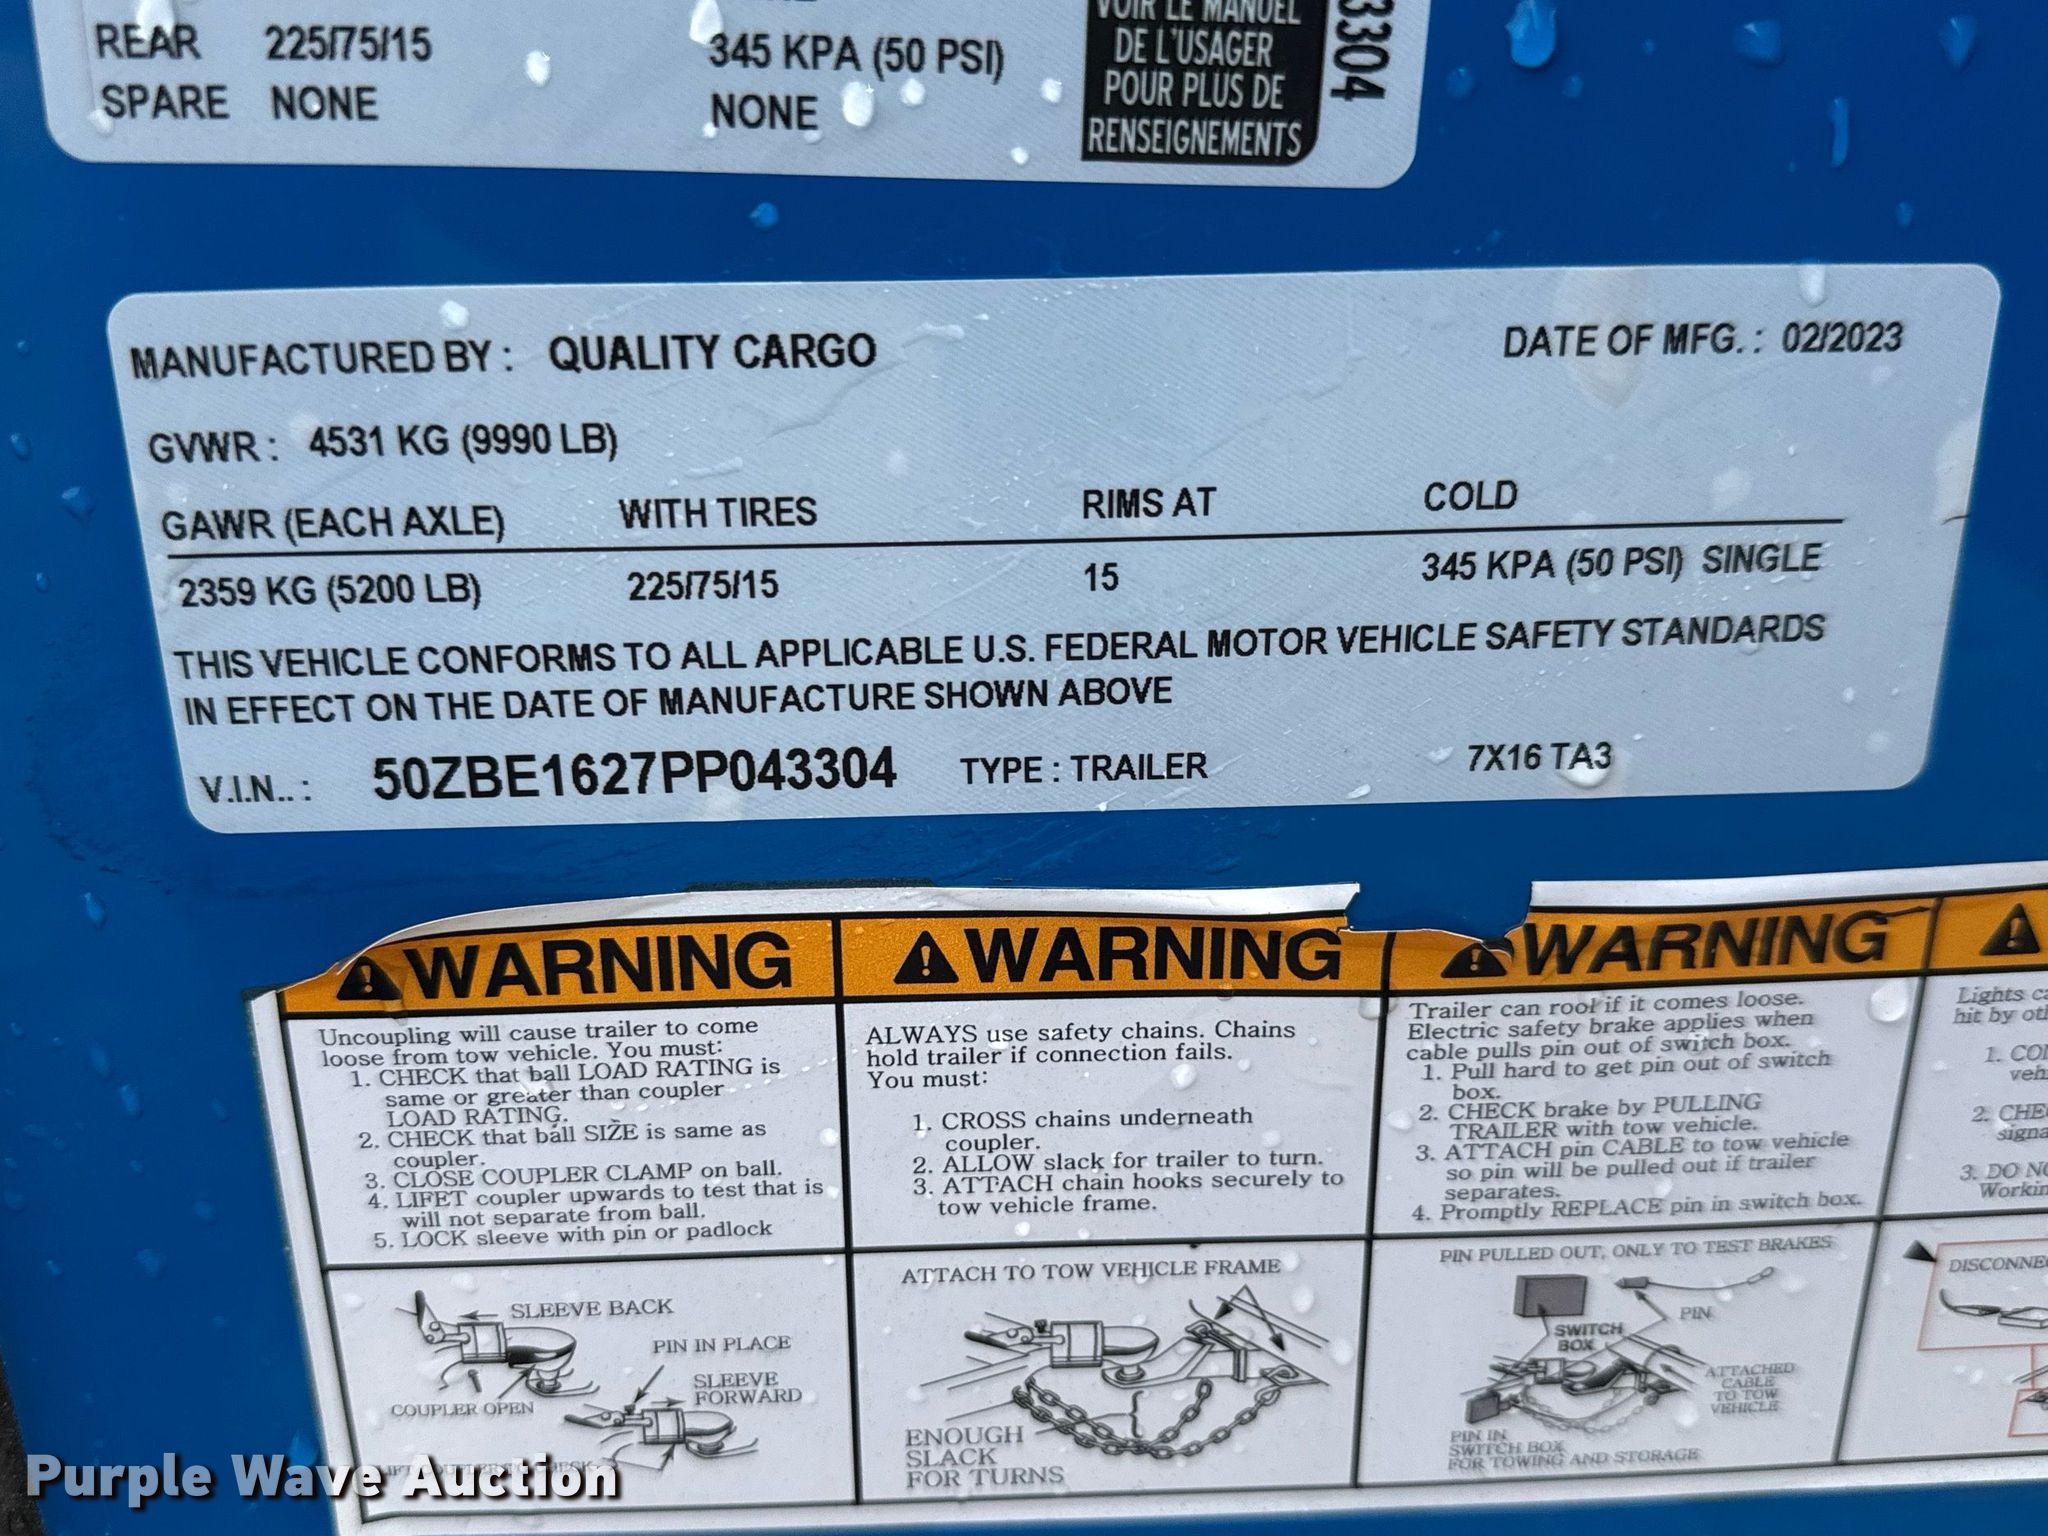 REAR 225/75/15 345 KPA (50 PSI)
SPARE NONE NONE
VOIR LE MANUEL
DE L'USAGER
POUR PLUS DE
RENSEIGNEMENTS
3304
MANUFACTURED BY : QUALITY CARGO DATE OF MFG. : 02/2023
GVWR : 4531 KG (9990 LB)
GAWR (EACH AXLE) WITH TIRES RIMS AT COLD
2359 KG (5200 LB) 225/75/15 15 345 KPA (50 PSI) SINGLE
THIS VEHICLE CONFORMS TO ALL APPLICABLE U.S. FEDERAL MOTOR VEHICLE SAFETY STANDARDS
IN EFFECT ON THE DATE OF MANUFACTURE SHOWN ABOVE
V.I.N.. : 50ZBE1627PP043304 TYPE : TRAILER 7X16 TA3
WARNING
Uncoupling will cause trailer to come
loose from tow vehicle. You must:
1. CHECK that ball LOAD RATING is
same or greater than coupler
LOAD RATING.
2. CHECK that ball SIZE is same as
coupler.
3. CLOSE COUPLER CLAMP on ball.
4. LIFET coupler upwards to test that is
will not separate from ball.
5. LOCK sleeve with pin or padlock
SLEEVE BACK
PIN IN PLACE
SLEEVE
FORWARD
COUPLER OPEN
WARNING
ALWAYS use safety chains. Chains
hold trailer if connection fails.
You must:
1. CROSS chains underneath
coupler.
2. ALLOW slack for trailer to turn.
3. ATTACH chain hooks securely to
tow vehicle frame.
ATTACH TO TOW VEHICLE FRAME
ENOUGH
SLACK
FOR TURNS
WARNING
Trailer can roof if it comes loose.
Electric safety brake applies when
cable pulls pin out of switch box.
1. Pull hard to get pin out of switch
box.
2. CHECK brake by PULLING
TRAILER with tow vehicle.
3. ATTACH pin CABLE to tow vehicle
so pin will be pulled out if trailer
separates.
4. Promptly REPLACE pin in switch box.
PIN PULLED OUT, ONLY TO TEST BRAKES
PIN
SWITCH
BOX
ATTACHED
CABLE
TO TOW
VEHICLE
PIN IN
SWITCH BOX
FOR TOWING AND STORAGE
Lights
hit by
1.
2.
3. DO
DISCONNE
Purple Wave Auction